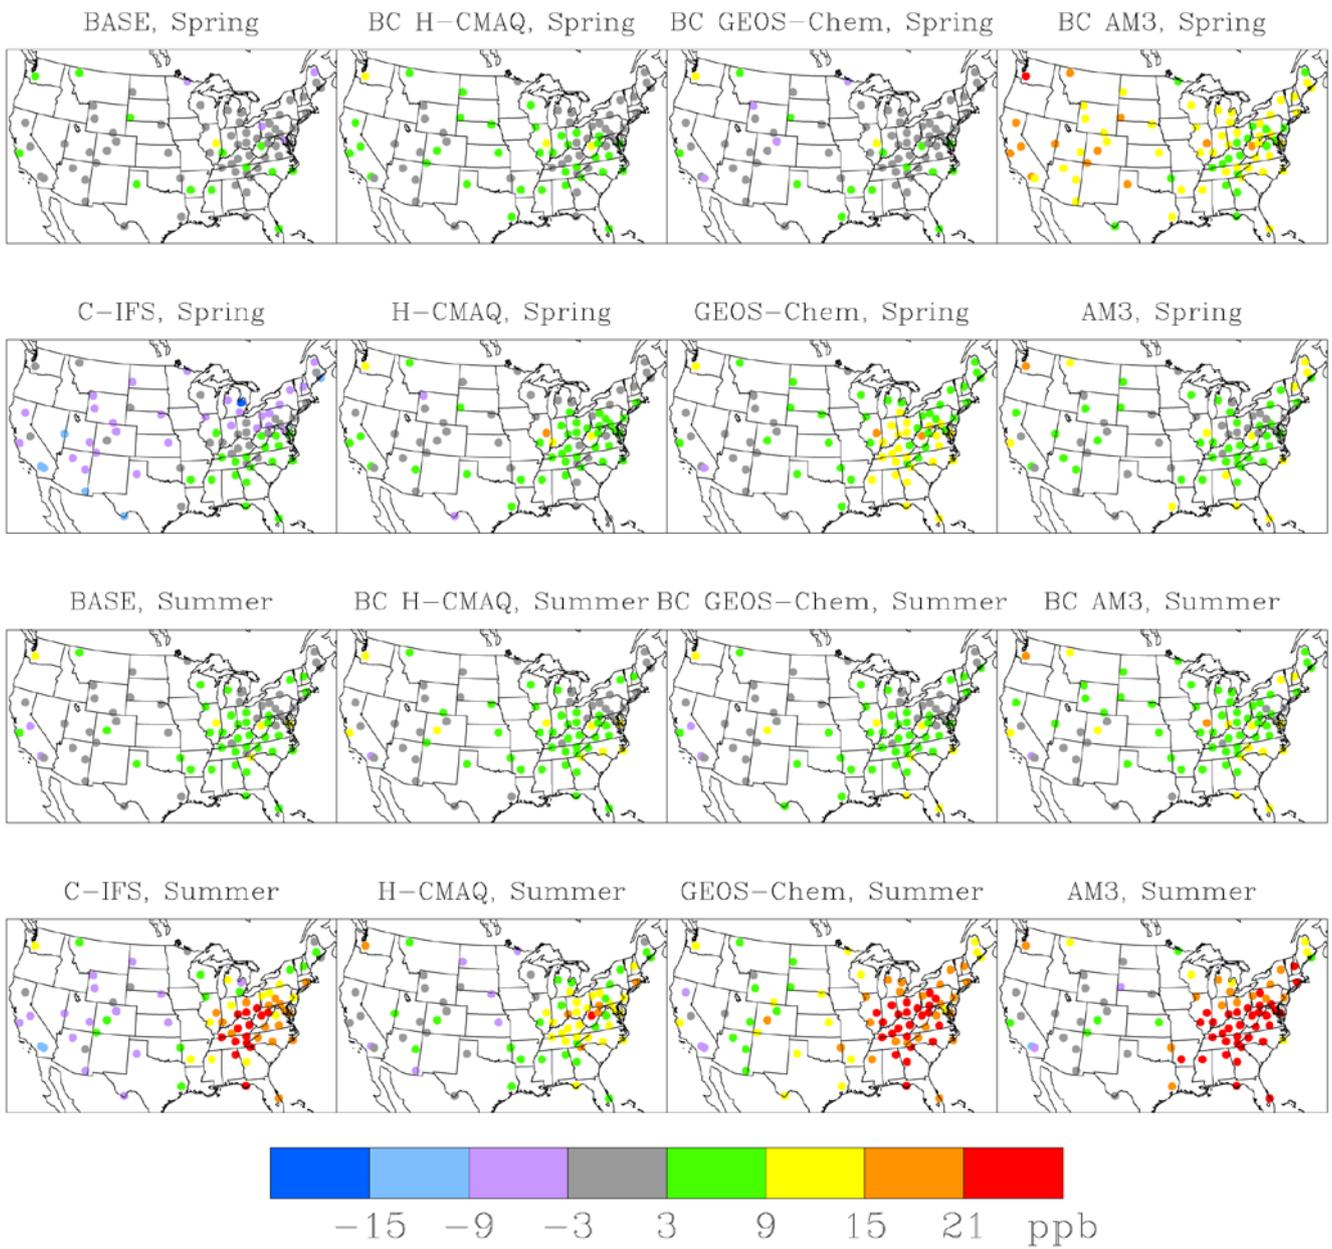 BASE, Spring BC H-CMAQ, Spring BC GEOS-Chem, Spring BC AM3, Spring
C-IFS, Spring H-CMAQ, Spring GEOS-Chem, Spring AM3, Spring
BASE, Summer BC H-CMAQ, Summer BC GEOS-Chem, Summer BC AM3, Summer
C-IFS, Summer H-CMAQ, Summer GEOS-Chem, Summer AM3, Summer
-15 -9 -3 3 9 15 21 ppb